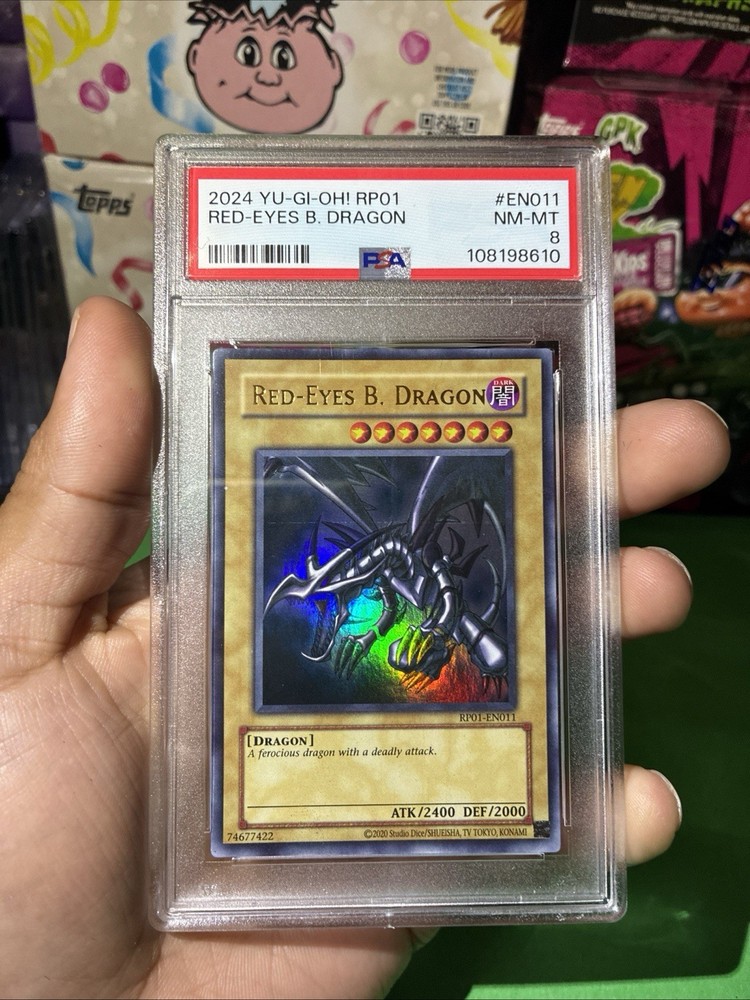 topps
GPK
2024 YU-GI-OH! RP01 #EN011
RED-EYES B. DRAGON NM-MT
8
PSA 108198610
RED-EYES B. DRAGON
DARK
闇
RP01-EN011
[DRAGON]
A ferocious dragon with a deadly attack.
ATK/2400 DEF/2000
74677422 ©2020 Studio Dice/SHUEISHA, TV TOKYO, KONAMI